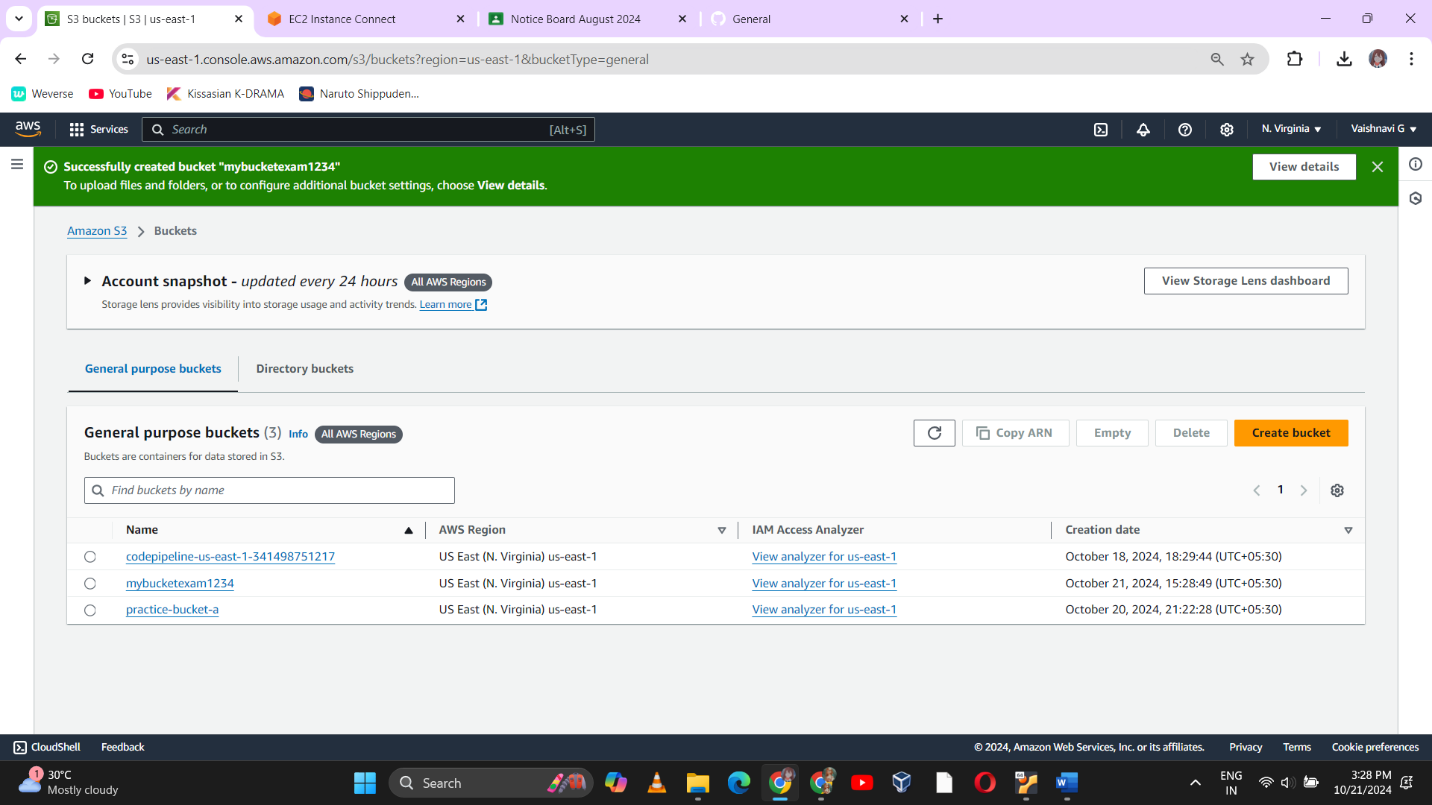 S3 buckets | S3 | us-east-1
EC2 Instance Connect
Notice Board August 2024
General
us-east-1.console.aws.amazon.com/s3/buckets?region=us-east-1&bucketType=general
Weverse
YouTube
Kissasian K-DRAMA
Naruto Shippuden...
aws
Services
Search
[Alt+S]
N. Virginia
Vaishnavi G
Successfully created bucket "mybucketexam1234"
To upload files and folders, or to configure additional bucket settings, choose View details.
View details
Amazon S3 > Buckets
Account snapshot - updated every 24 hours All AWS Regions
Storage lens provides visibility into storage usage and activity trends. Learn more
View Storage Lens dashboard
General purpose buckets
Directory buckets
General purpose buckets (3) Info All AWS Regions
Buckets are containers for data stored in S3.
Copy ARN
Empty
Delete
Create bucket
Find buckets by name
1
Name AWS Region IAM Access Analyzer Creation date
codepipeline-us-east-1-341498751217 US East (N. Virginia) us-east-1 View analyzer for us-east-1 October 18, 2024, 18:29:44 (UTC+05:30)
mybucketexam1234 US East (N. Virginia) us-east-1 View analyzer for us-east-1 October 21, 2024, 15:28:49 (UTC+05:30)
practice-bucket-a US East (N. Virginia) us-east-1 View analyzer for us-east-1 October 20, 2024, 21:22:28 (UTC+05:30)
CloudShell
Feedback
© 2024, Amazon Web Services, Inc. or its affiliates.
Privacy
Terms
Cookie preferences
1
30°C
Mostly cloudy
Search
ENG
IN
3:28 PM
10/21/2024